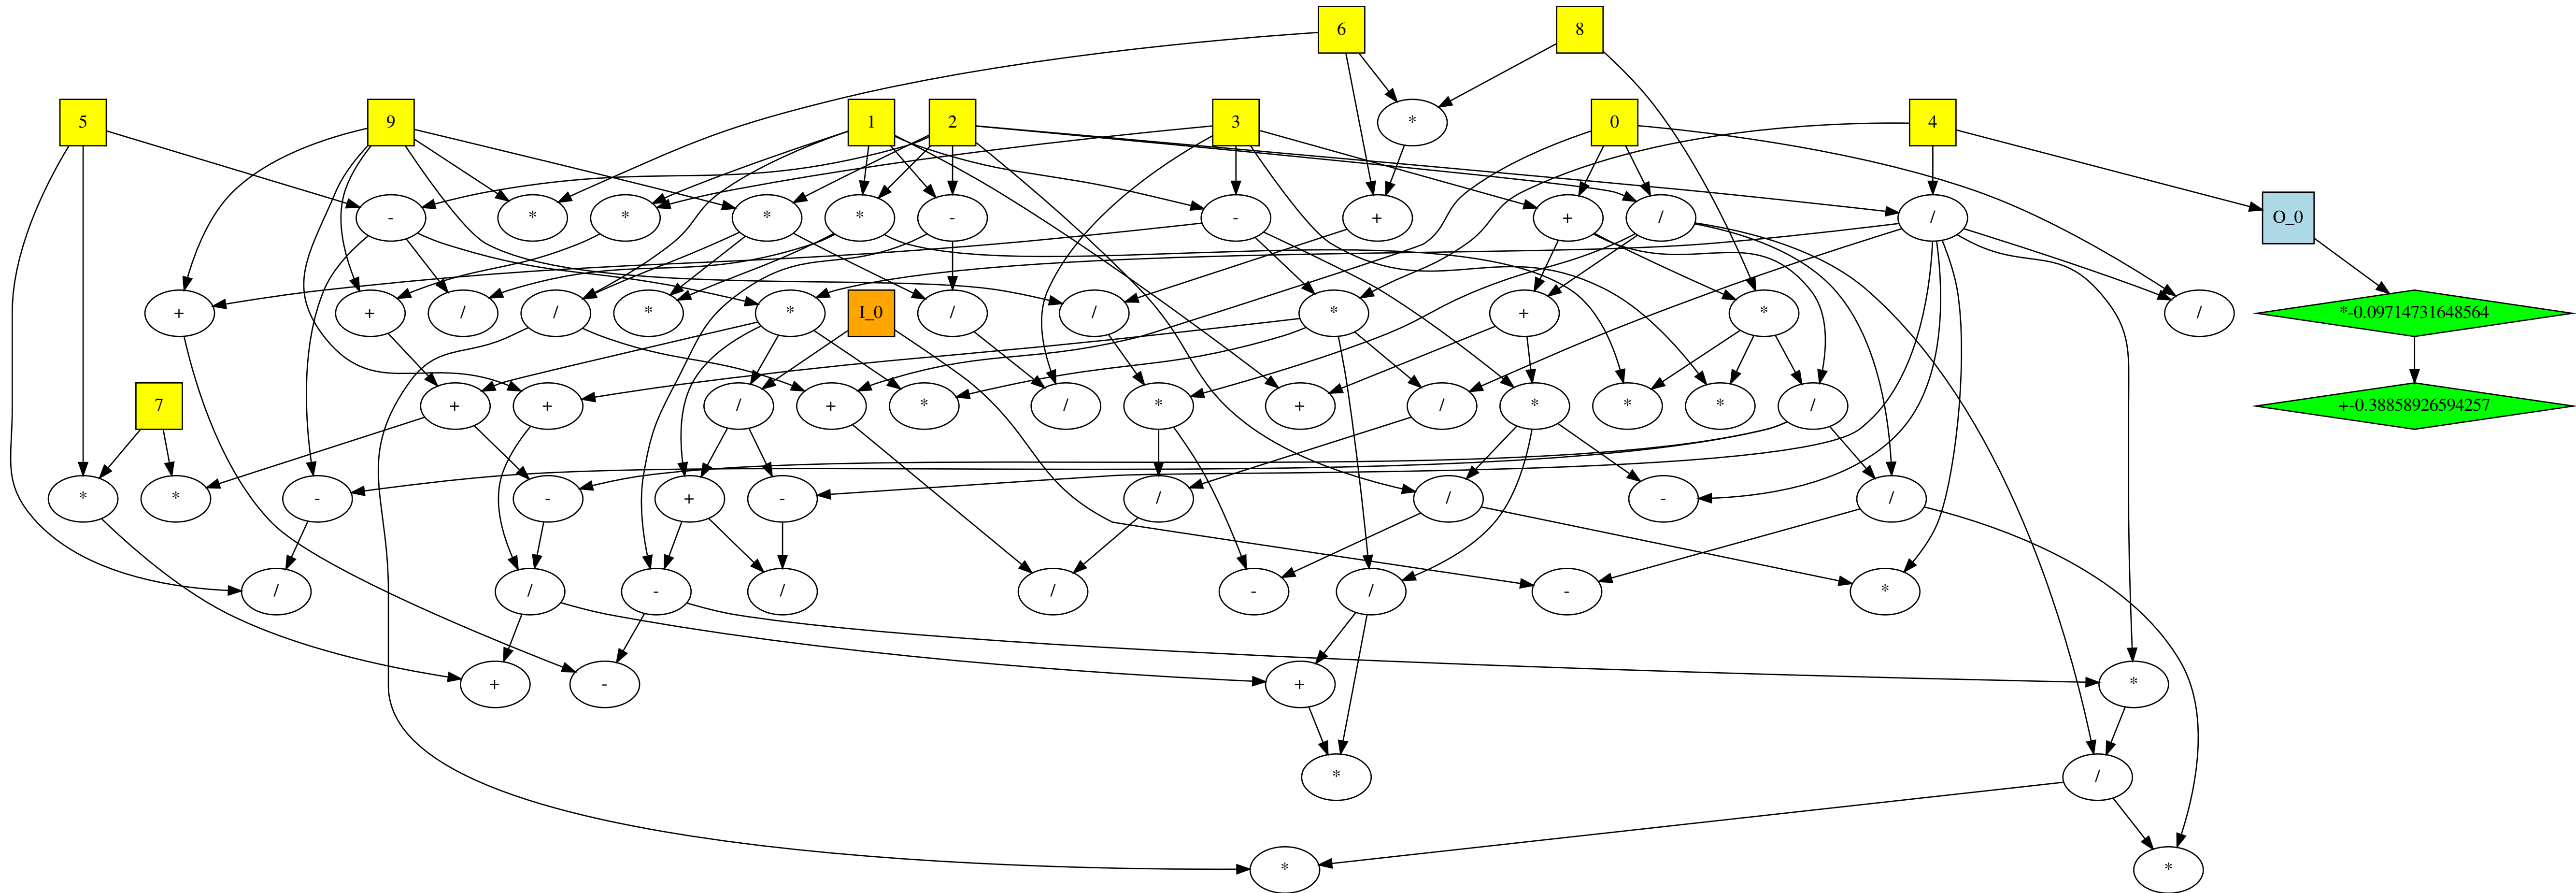 6 8
5 9 1 2 3 * 0 4
- * * * * - - + + / / O_0
+ + / / * * I_0 / / * + * / *-0.09714731648564
7 + + / + * / * + / * * * / +-0.38858926594257
* * - - + - / / - /
/ / - / / - / - *
+ - + *
* /
* *